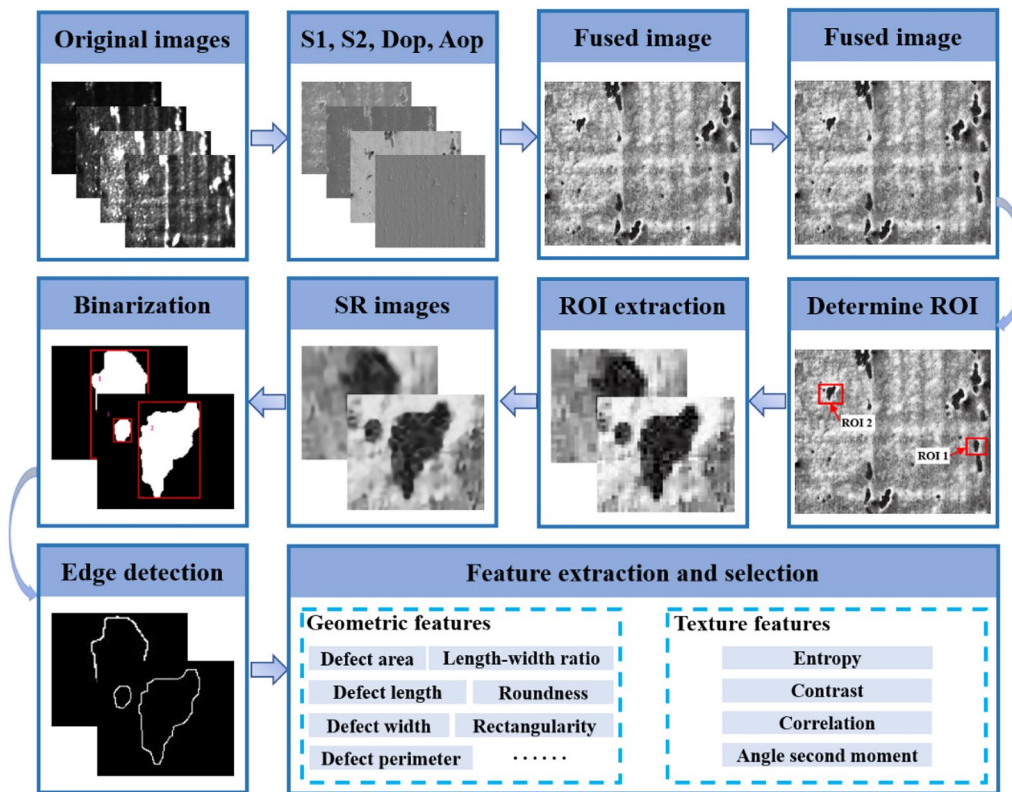 Original images
S1, S2, Dop, Aop
Fused image
Fused image
Determine ROI
ROI 2
ROI 1
ROI extraction
SR images
Binarization
1
2
Edge detection
Feature extraction and selection
Geometric features
Defect area
Length-width ratio
Defect length
Roundness
Defect width
Rectangularity
Defect perimeter
......
Texture features
Entropy
Contrast
Correlation
Angle second moment